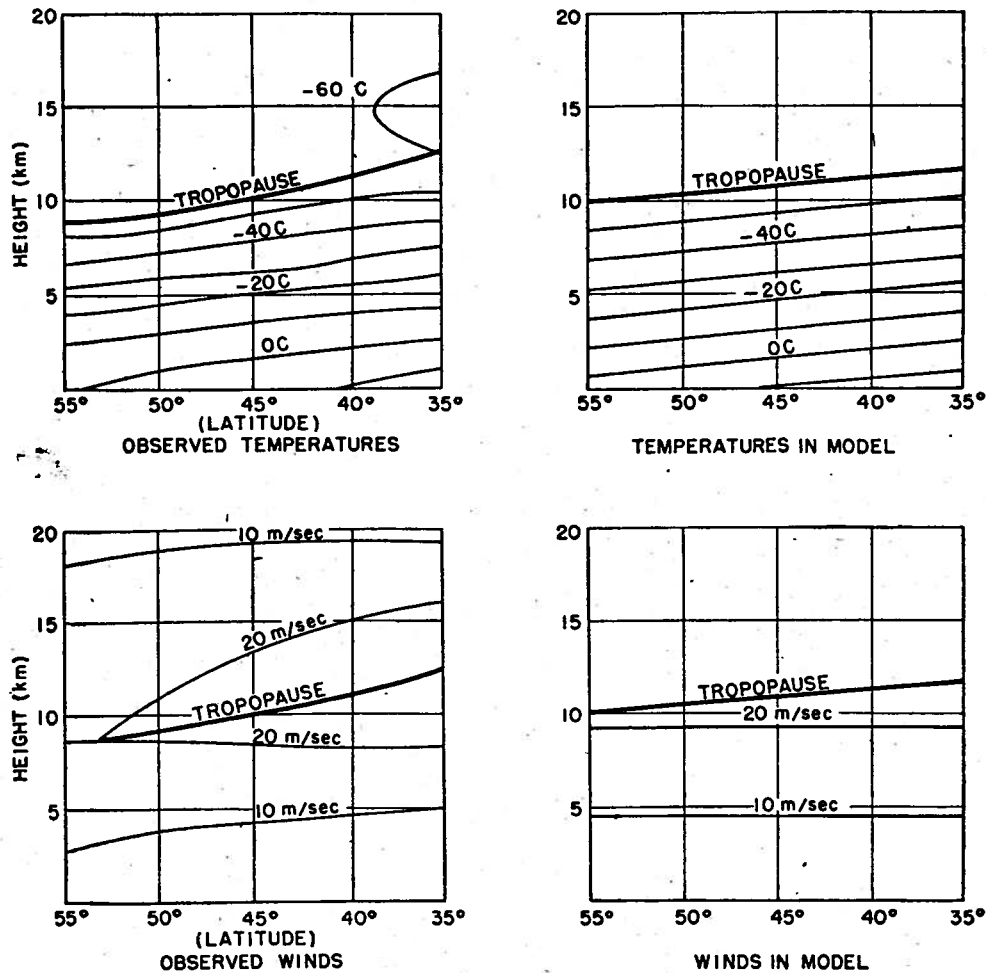 20
15
10
5
HEIGHT (km)
-60 C
TROPOPAUSE
-40C
-20C
0C
55° 50° 45° 40° 35°
(LATITUDE)
OBSERVED TEMPERATURES
20
15
10
5
TROPOPAUSE
-40C
-20C
0C
55° 50° 45° 40° 35°
TEMPERATURES IN MODEL
20
15
10
5
HEIGHT (km)
10 m/sec
20 m/sec
TROPOPAUSE
20 m/sec
10 m/sec
55° 50° 45° 40° 35°
(LATITUDE)
OBSERVED WINDS
20
15
10
5
TROPOPAUSE
20 m/sec
10 m/sec
55° 50° 45° 40° 35°
WINDS IN MODEL